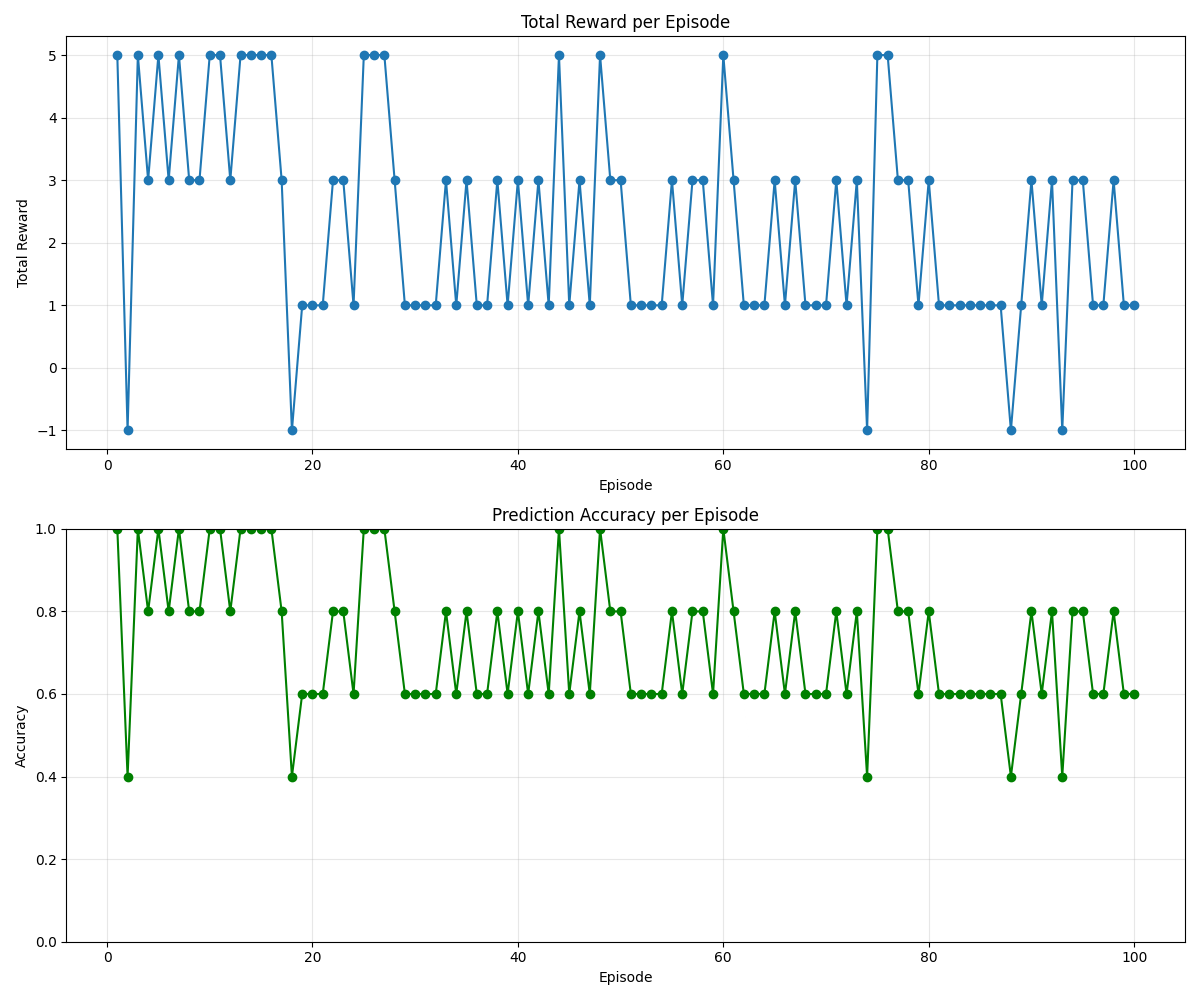 Total Reward per Episode
Total Reward
5
4
3
2
1
0
−1
0 20 40 60 80 100
Episode
Prediction Accuracy per Episode
Accuracy
1.0
0.8
0.6
0.4
0.2
0.0
0 20 40 60 80 100
Episode